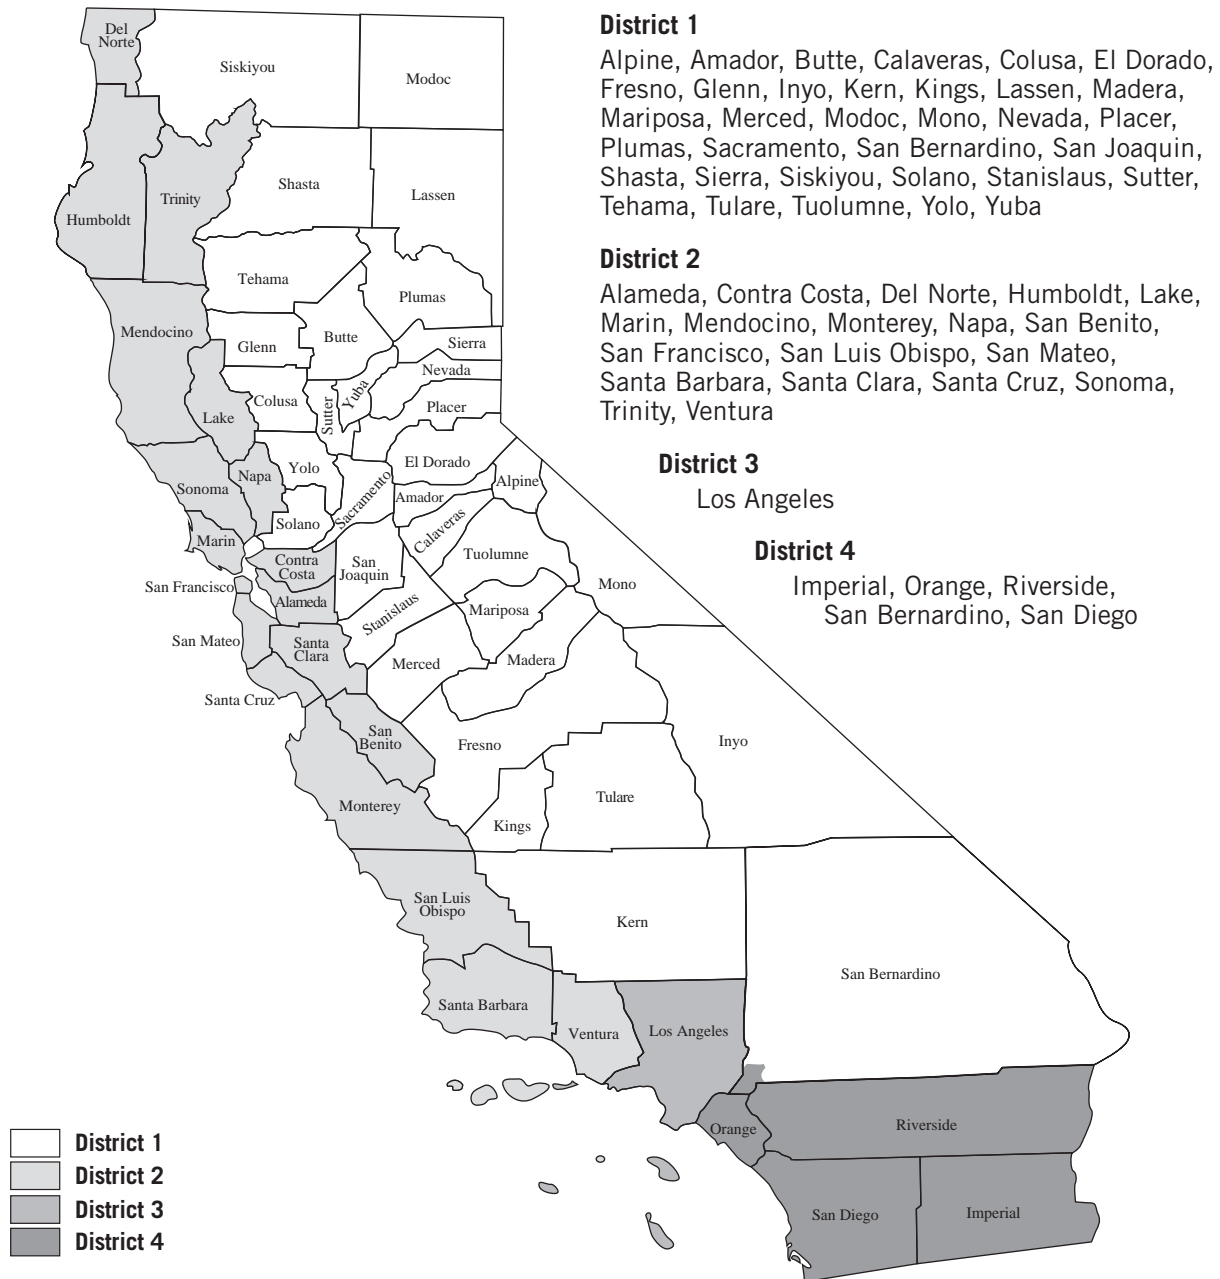 District 1
Alpine, Amador, Butte, Calaveras, Colusa, El Dorado,
Fresno, Glenn, Inyo, Kern, Kings, Lassen, Madera,
Mariposa, Merced, Modoc, Mono, Nevada, Placer,
Plumas, Sacramento, San Bernardino, San Joaquin,
Shasta, Sierra, Siskiyou, Solano, Stanislaus, Sutter,
Tehama, Tulare, Tuolumne, Yolo, Yuba
District 2
Alameda, Contra Costa, Del Norte, Humboldt, Lake,
Marin, Mendocino, Monterey, Napa, San Benito,
San Francisco, San Luis Obispo, San Mateo,
Santa Barbara, Santa Clara, Santa Cruz, Sonoma,
Trinity, Ventura
District 3
Los Angeles
District 4
Imperial, Orange, Riverside,
San Bernardino, San Diego
Del
Norte
Siskiyou
Modoc
Humboldt
Trinity
Shasta
Lassen
Tehama
Plumas
Mendocino
Glenn
Butte
Sierra
Nevada
Yuba
Colusa
Sutter
Placer
Lake
El Dorado
Yolo
Napa
Sonoma
Sacramento
Amador
Alpine
Solano
Calaveras
Marin
Contra
Costa
San
Joaquin
Tuolumne
Mono
San Francisco
Alameda
Stanislaus
Mariposa
San Mateo
Santa
Clara
Merced
Madera
Santa Cruz
San
Benito
Fresno
Inyo
Monterey
Kings
Tulare
San Luis
Obispo
Kern
San Bernardino
Santa Barbara
Ventura
Los Angeles
Orange
Riverside
San Diego
Imperial
District 1
District 2
District 3
District 4